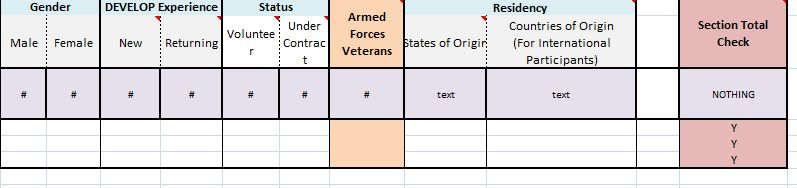 Gender DEVELOP Experience Status Armed Forces Veterans Residency Section Total Check
Male Female New Returning Volunteer Under Contract States of Origin Countries of Origin (For International Participants)
# # # # # # # text text NOTHING
Y
Y
Y